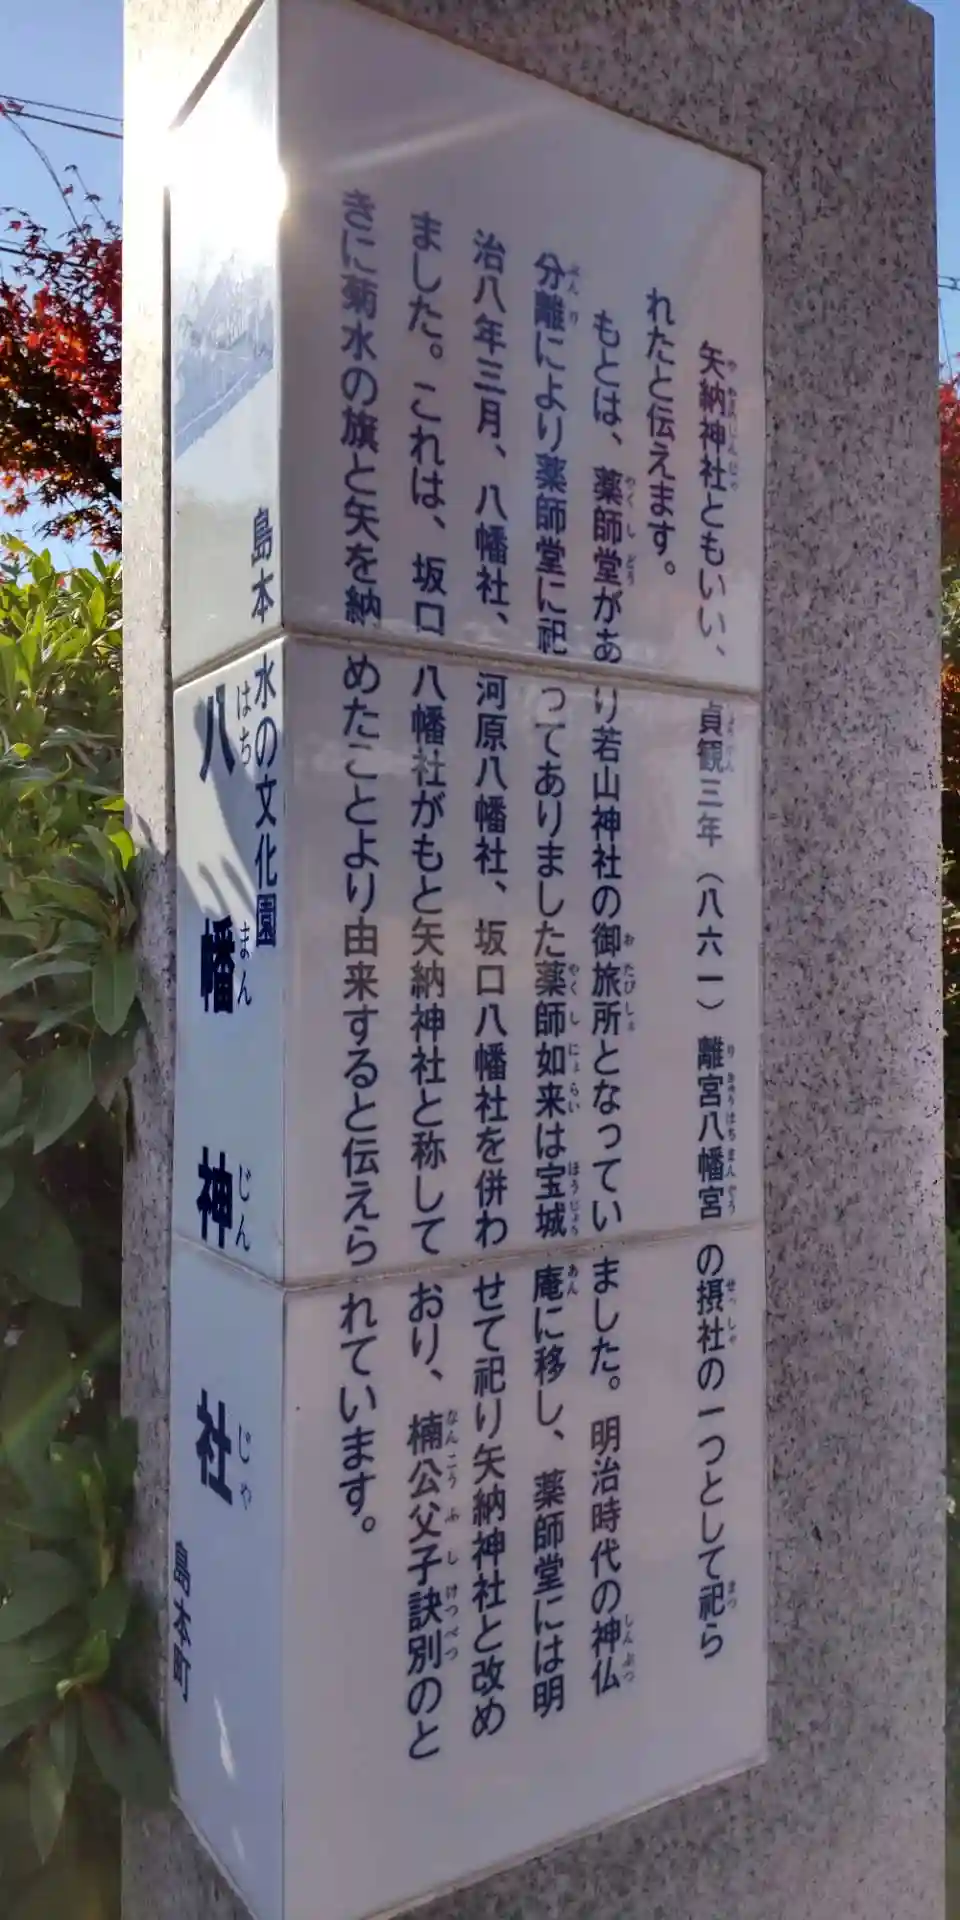 矢納神社ともいい、貞観三年（八六一）離宮八幡宮の摂社の一つとして祀ら
れたと伝えます。
もとは、薬師堂があり若山神社の御旅所となっていました。明治時代の神仏
分離により薬師堂に祀ってありました薬師如来は宝城庵に移し、薬師堂には明
治八年三月、八幡社、河原八幡社、坂口八幡社を併わせて祀り矢納神社と改め
ました。これは、坂口八幡社がもと矢納神社と称しており、楠公父子訣別のと
きに菊水の旗と矢を納めたことより由来すると伝えられています。
島本 水の文化園
八幡神社
はちまんじんじゃ
島本町